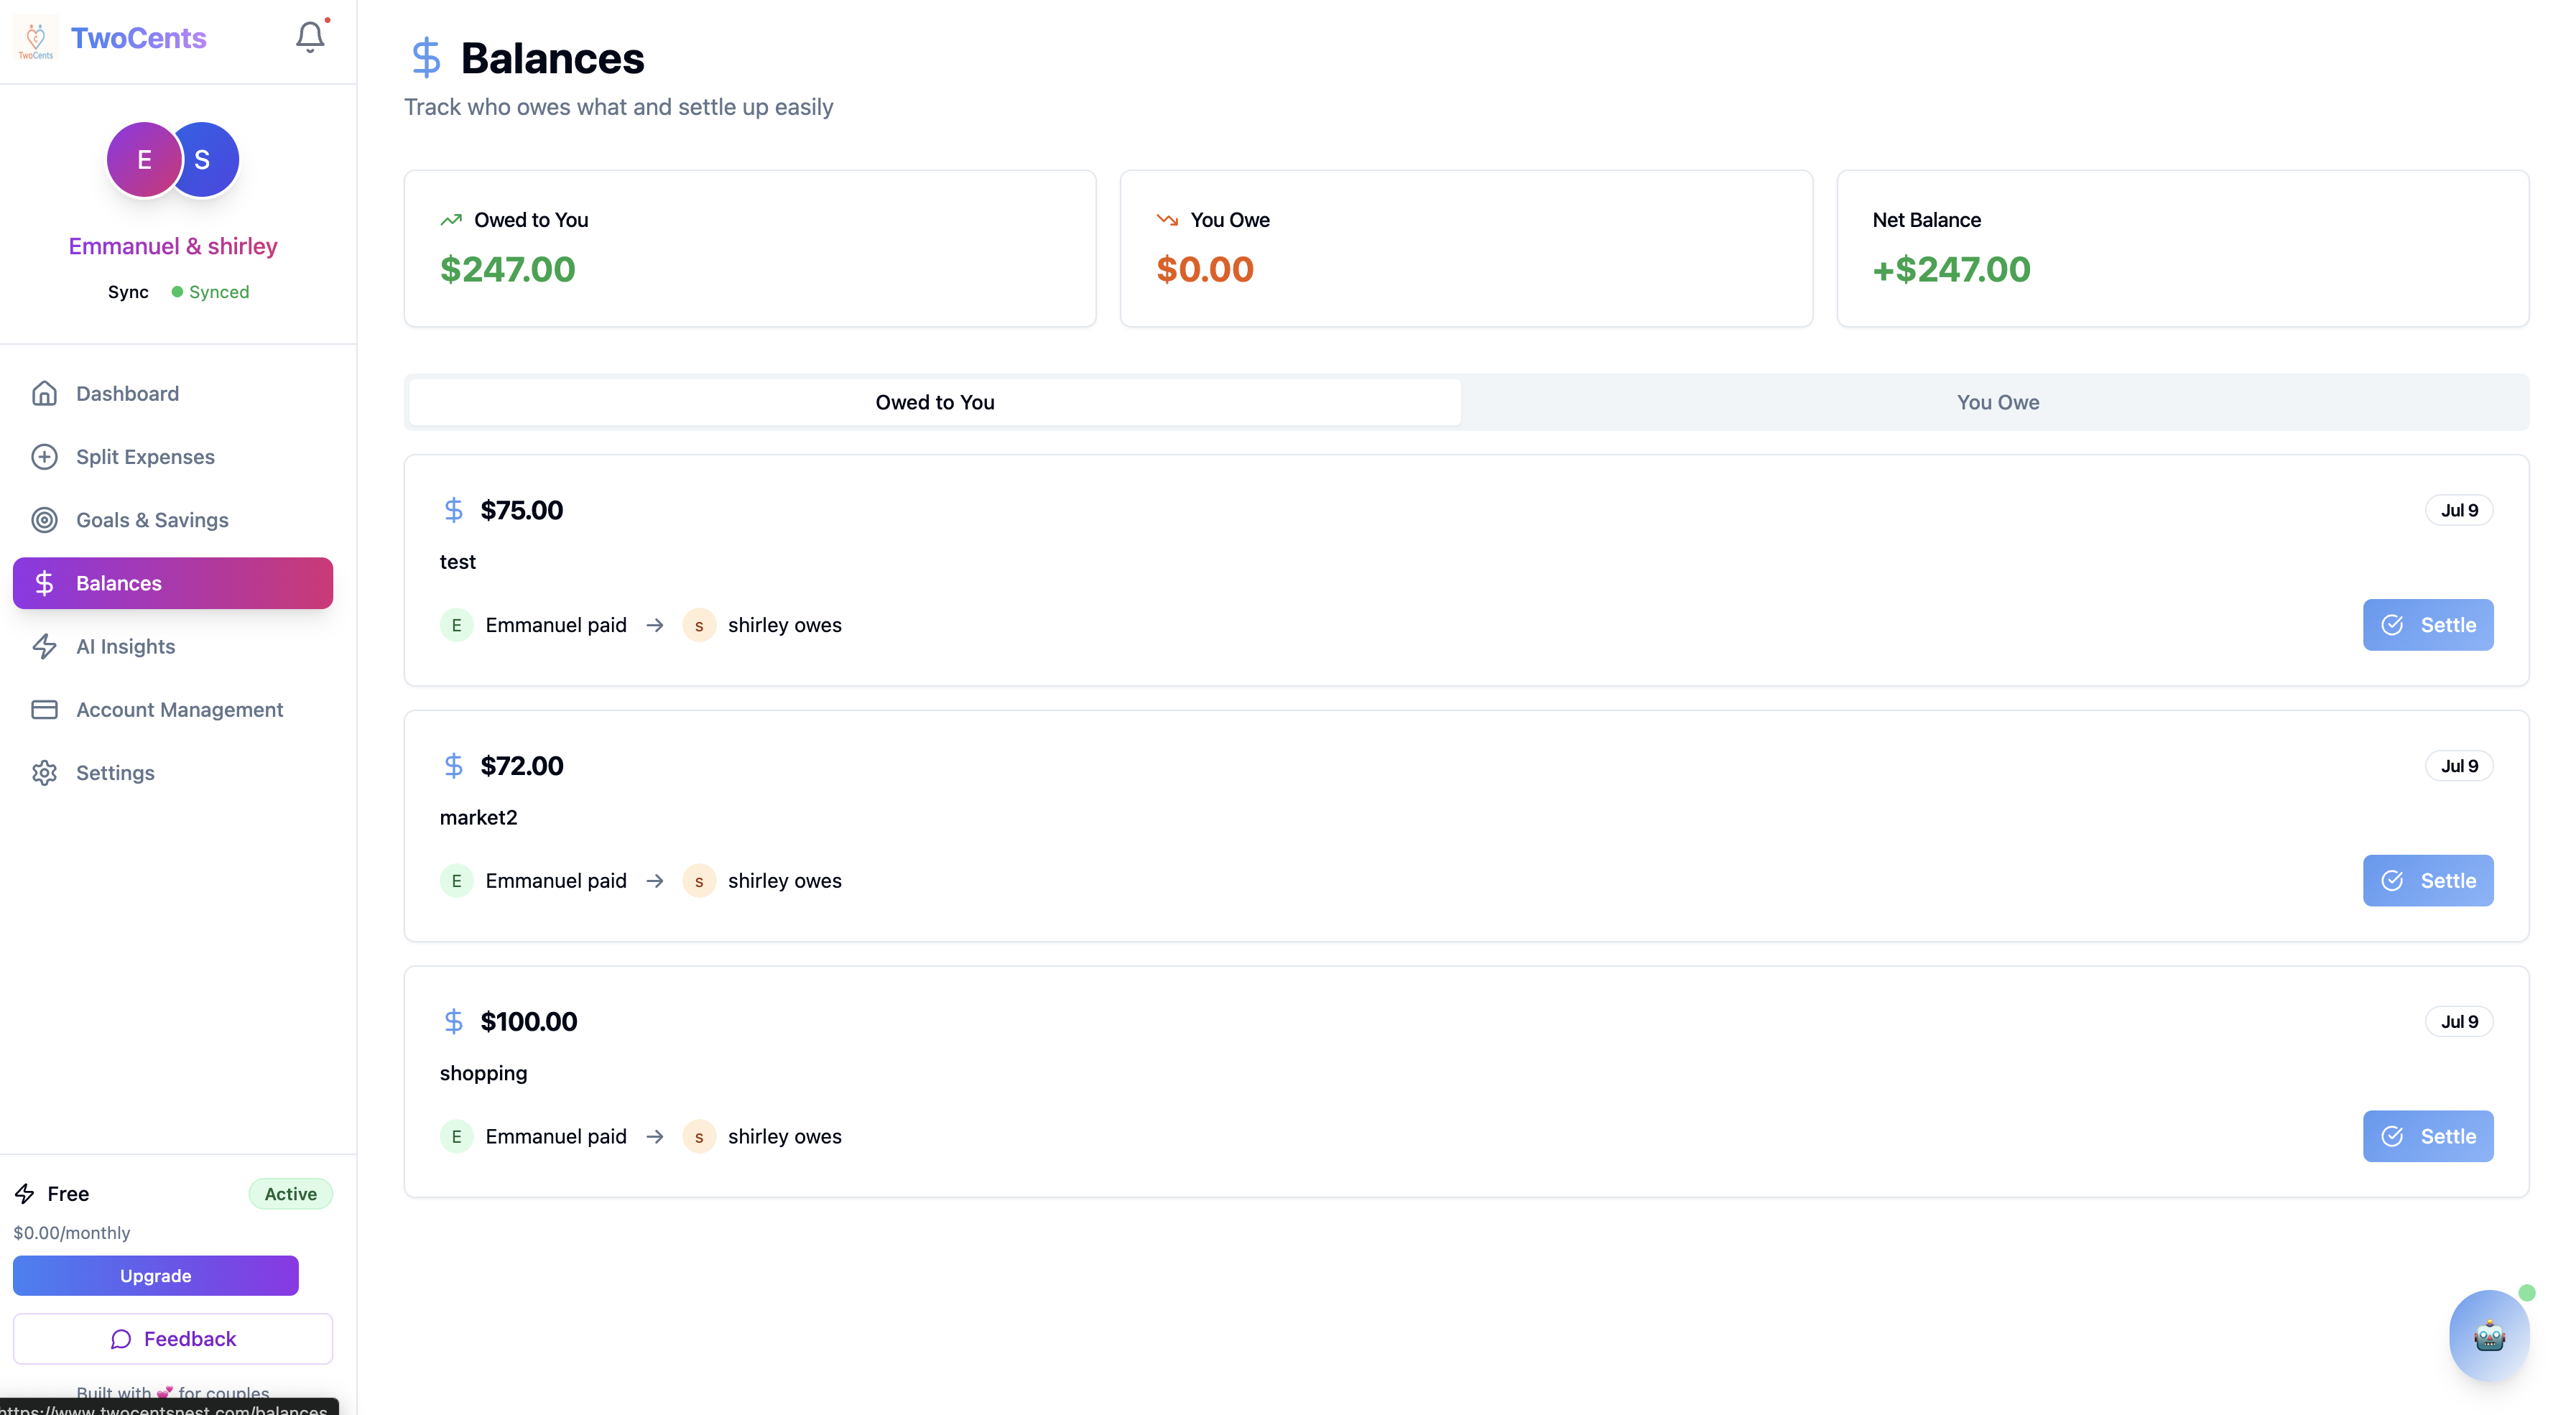 TwoCents
TwoCents
E S
Emmanuel & shirley
Sync Synced
Dashboard
Split Expenses
Goals & Savings
Balances
AI Insights
Account Management
Settings
Free Active
$0.00/monthly
Upgrade
Feedback
Built with 💕 for couples
https://www.twocentsnest.com/balances
Balances
Track who owes what and settle up easily
Owed to You
$247.00
You Owe
$0.00
Net Balance
+$247.00
Owed to You
You Owe
$75.00 Jul 9
test
E Emmanuel paid → s shirley owes Settle
$72.00 Jul 9
market2
E Emmanuel paid → s shirley owes Settle
$100.00 Jul 9
shopping
E Emmanuel paid → s shirley owes Settle